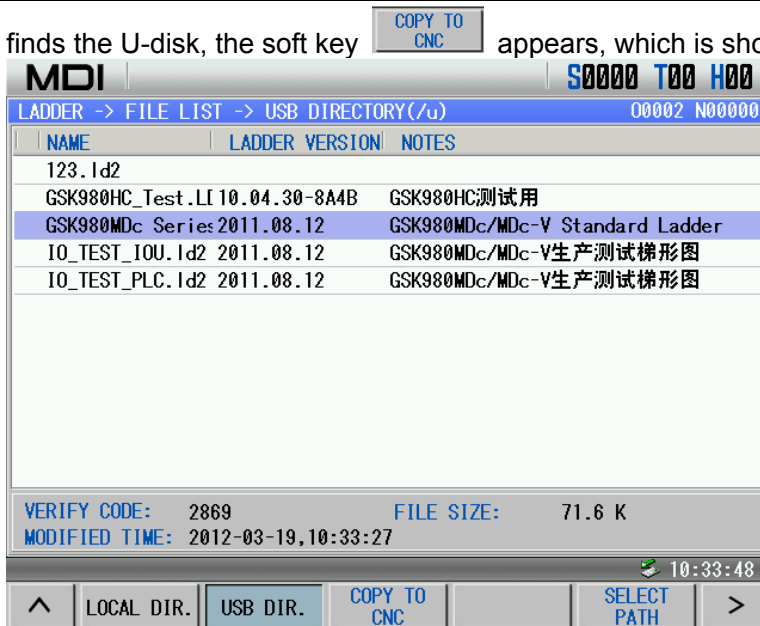 finds the U-disk, the soft key COPY TO CNC appears, which is sho
MDI S0000 T00 H00
LADDER -> FILE LIST -> USB DIRECTORY(/u) O0002 N00000
NAME LADDER VERSION NOTES
123.ld2
GSK980HC_Test.L 10.04.30-8A4B GSK980HC测试用
GSK980MDc Series 2011.08.12 GSK980MDc/MDc-V Standard Ladder
IO_TEST_IOU.ld2 2011.08.12 GSK980MDc/MDc-V生产测试梯形图
IO_TEST_PLC.ld2 2011.08.12 GSK980MDc/MDc-V生产测试梯形图
VERIFY CODE: 2869 FILE SIZE: 71.6 K
MODIFIED TIME: 2012-03-19,10:33:27
10:33:48
^ LOCAL DIR. USB DIR. COPY TO CNC SELECT PATH >